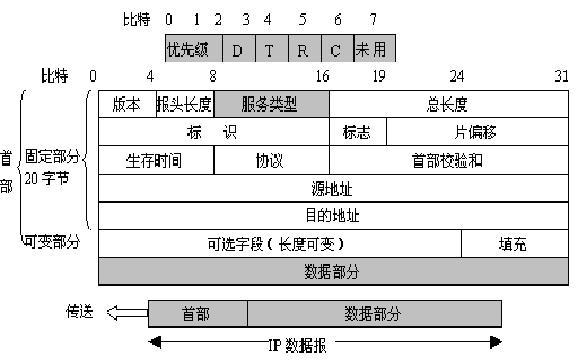 比特 0 1 2 3 4 5 6 7
优先级 D T R C 未用
比特 0 4 8 16 19 24 31
版本 报头长度 服务类型 总长度
标 识 标志 片偏移
首部
固定部分
20字节
生存时间 协议 首部校验和
源地址
目的地址
可变部分 可选字段(长度可变) 填充
数据部分
传送 首部 数据部分
IP 数据报